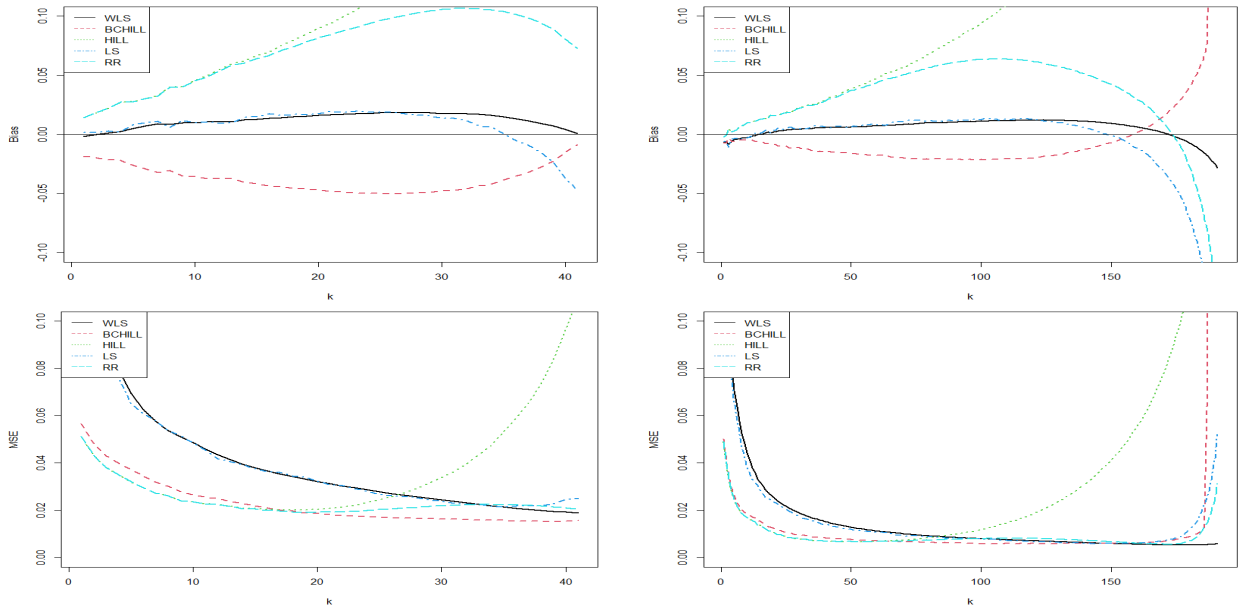 0.10
0.05
0.00
-0.05
-0.10
Bias
WLS
BCHILL
HILL
LS
RR
0 10 20 30 40
k
0.10
0.05
0.00
-0.05
-0.10
Bias
WLS
BCHILL
HILL
LS
RR
0 50 100 150
k
0.10
0.08
0.06
0.04
0.02
0.00
MSE
WLS
BCHILL
HILL
LS
RR
0 10 20 30 40
k
0.10
0.08
0.06
0.04
0.02
0.00
MSE
WLS
BCHILL
HILL
LS
RR
0 50 100 150
k